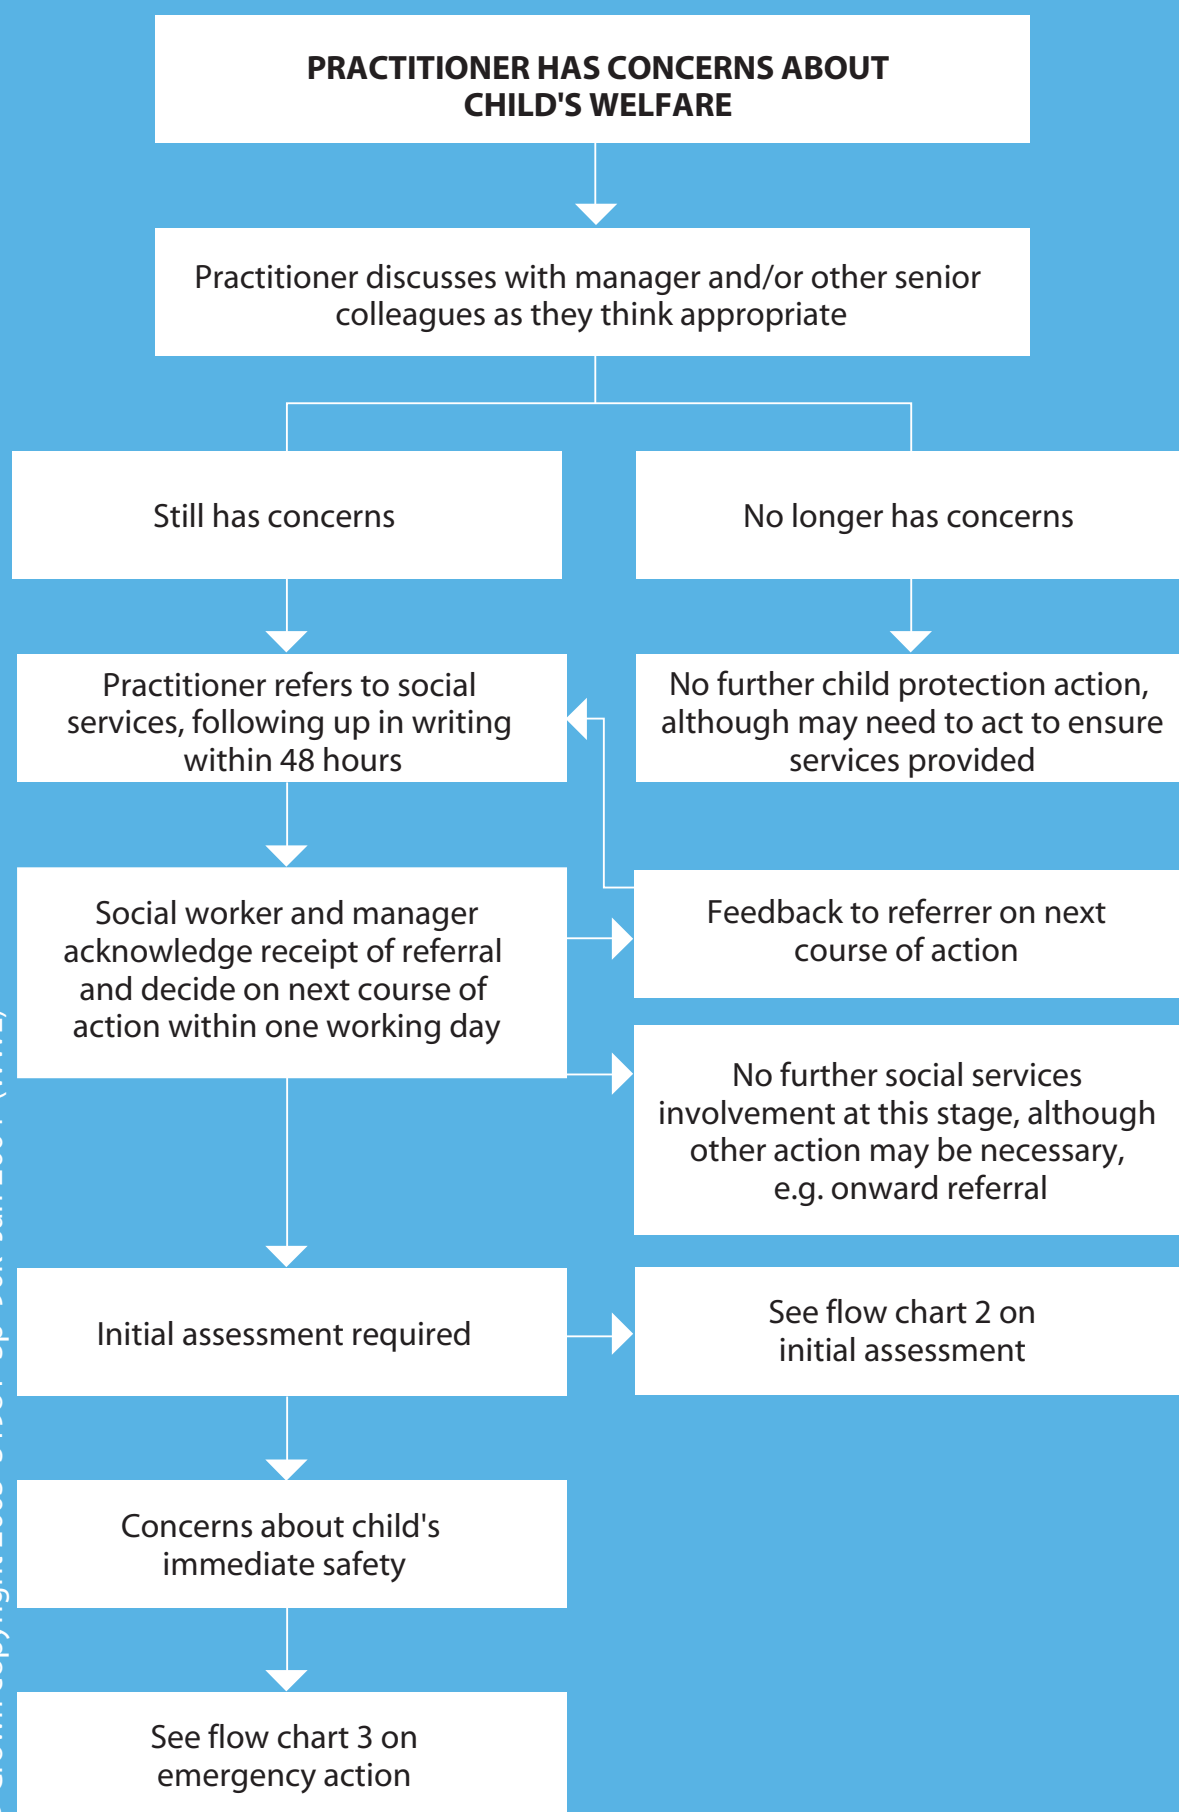 PRACTITIONER HAS CONCERNS ABOUT
CHILD'S WELFARE
Practitioner discusses with manager and/or other senior
colleagues as they think appropriate
Still has concerns
No longer has concerns
Practitioner refers to social
services, following up in writing
within 48 hours
No further child protection action,
although may need to act to ensure
services provided
Social worker and manager
acknowledge receipt of referral
and decide on next course of
action within one working day
Feedback to referrer on next
course of action
No further social services
involvement at this stage, although
other action may be necessary,
e.g. onward referral
Initial assessment required
See flow chart 2 on
initial assessment
Concerns about child's
immediate safety
See flow chart 3 on
emergency action